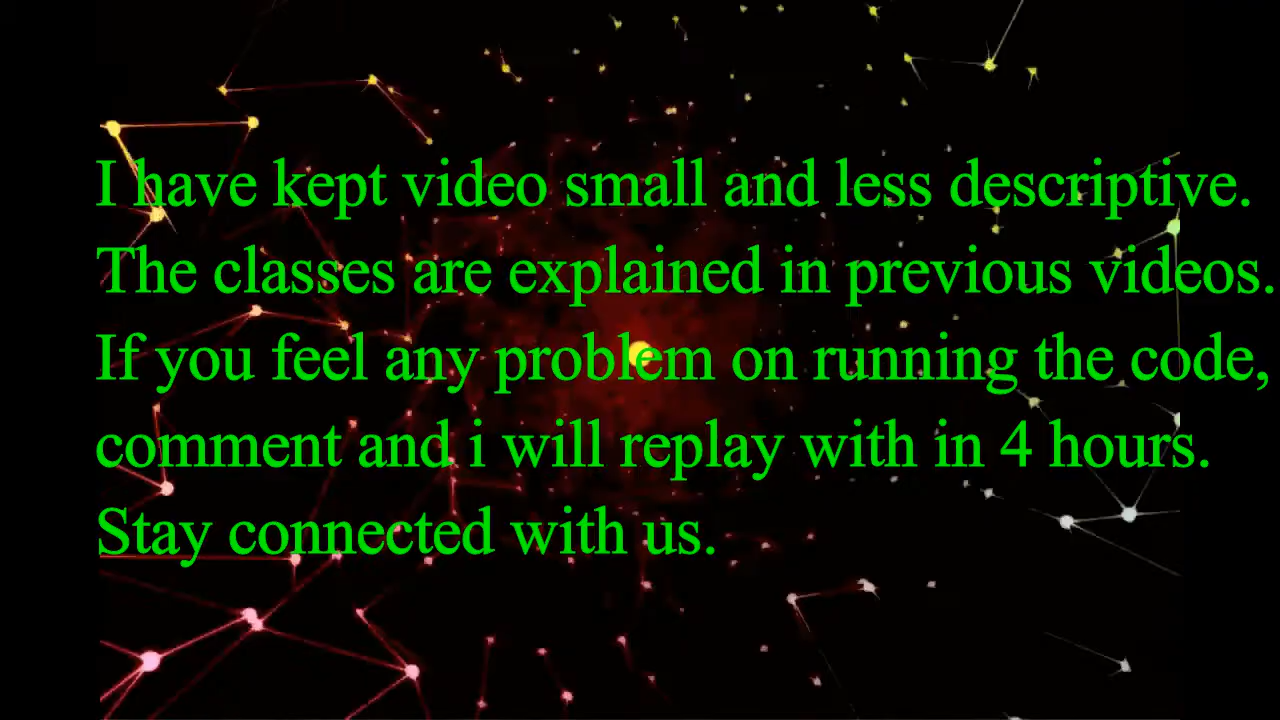 I have kept video small and less descriptive.
The classes are explained in previous videos.
If you feel any problem on running the code,
comment and i will replay with in 4 hours.
Stay connected with us.